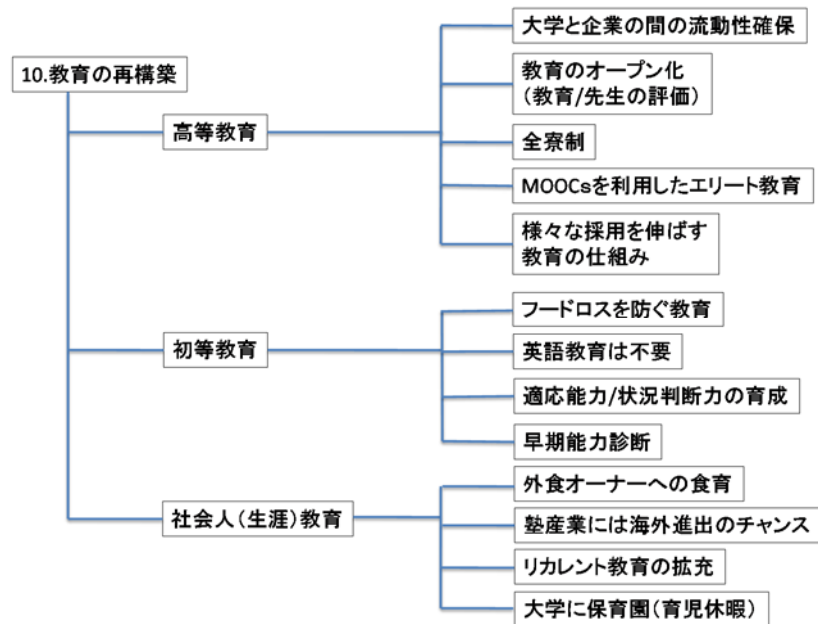 10.教育の再構築
高等教育
大学と企業の間の流動性確保
教育のオープン化
（教育/先生の評価）
全寮制
MOOCsを利用したエリート教育
様々な採用を伸ばす
教育の仕組み
初等教育
フードロスを防ぐ教育
英語教育は不要
適応能力/状況判断力の育成
早期能力診断
社会人（生涯）教育
外食オーナーへの食育
塾産業には海外進出のチャンス
リカレント教育の拡充
大学に保育園（育児休暇）